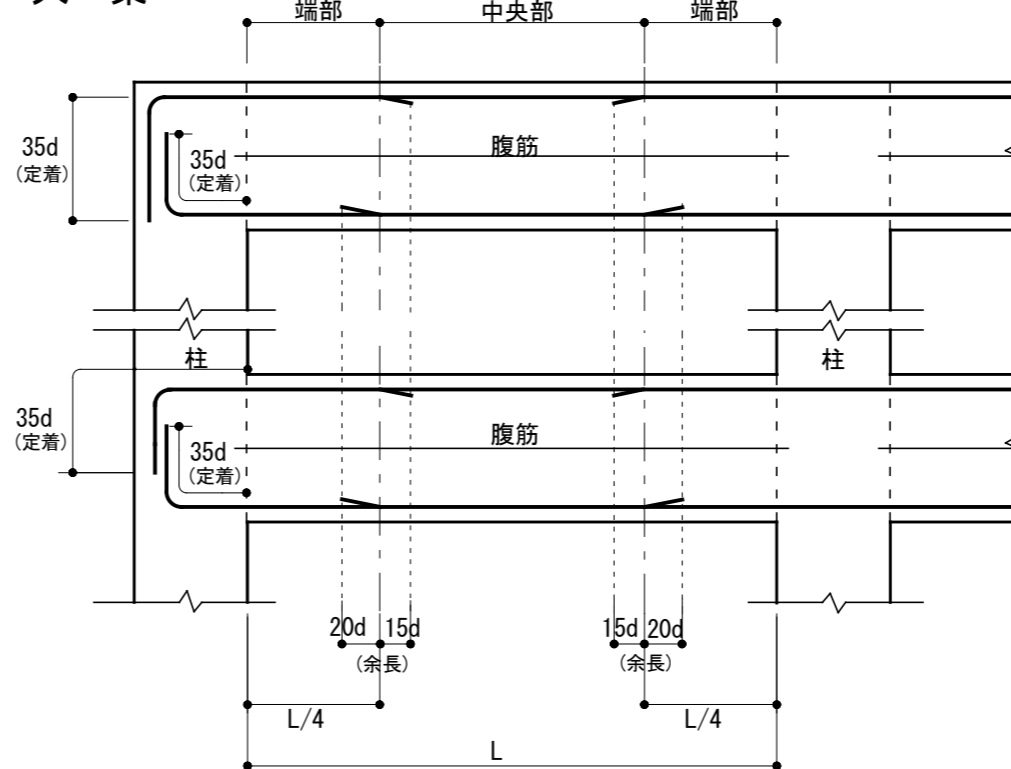 端部 中央部 端部
35d
(定着)
35d
(定着)
腹筋
柱 柱
35d
(定着)
35d
(定着)
腹筋
20d 15d 15d 20d
(余長) (余長)
L/4 L/4
L